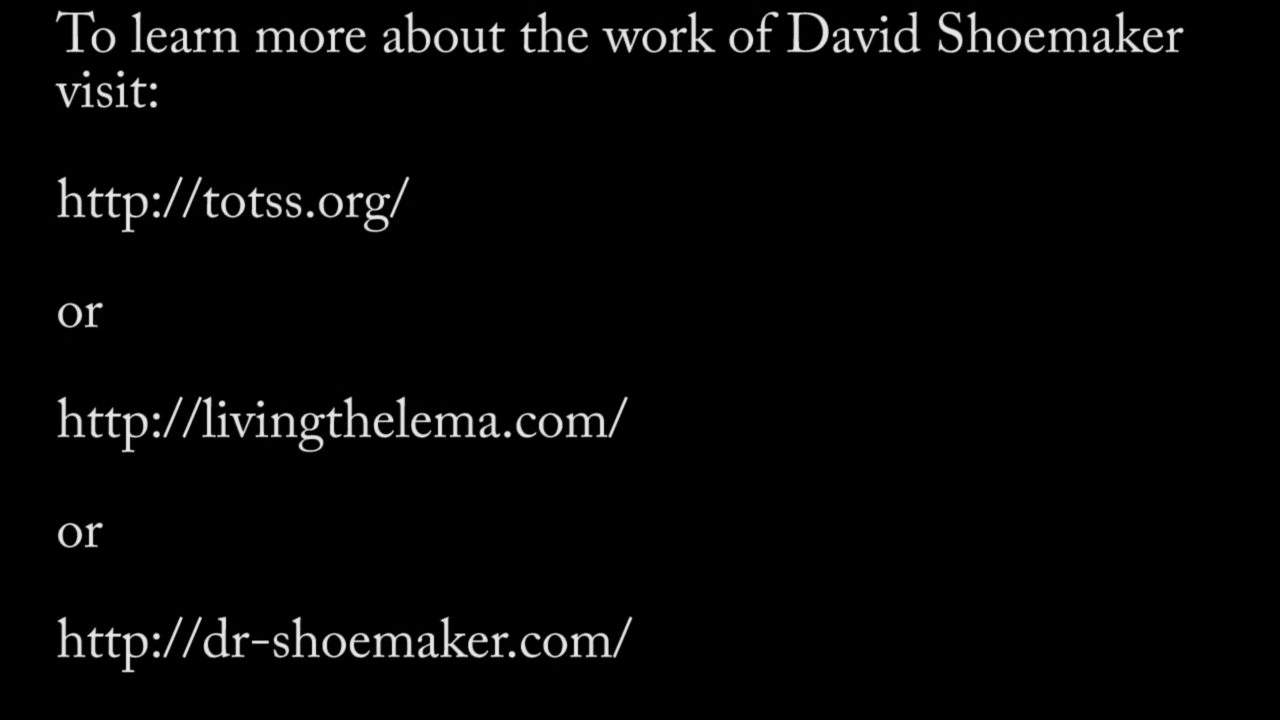 To learn more about the work of David Shoemaker
visit:
http://totss.org/
or
http://livingthelema.com/
or
http://dr-shoemaker.com/